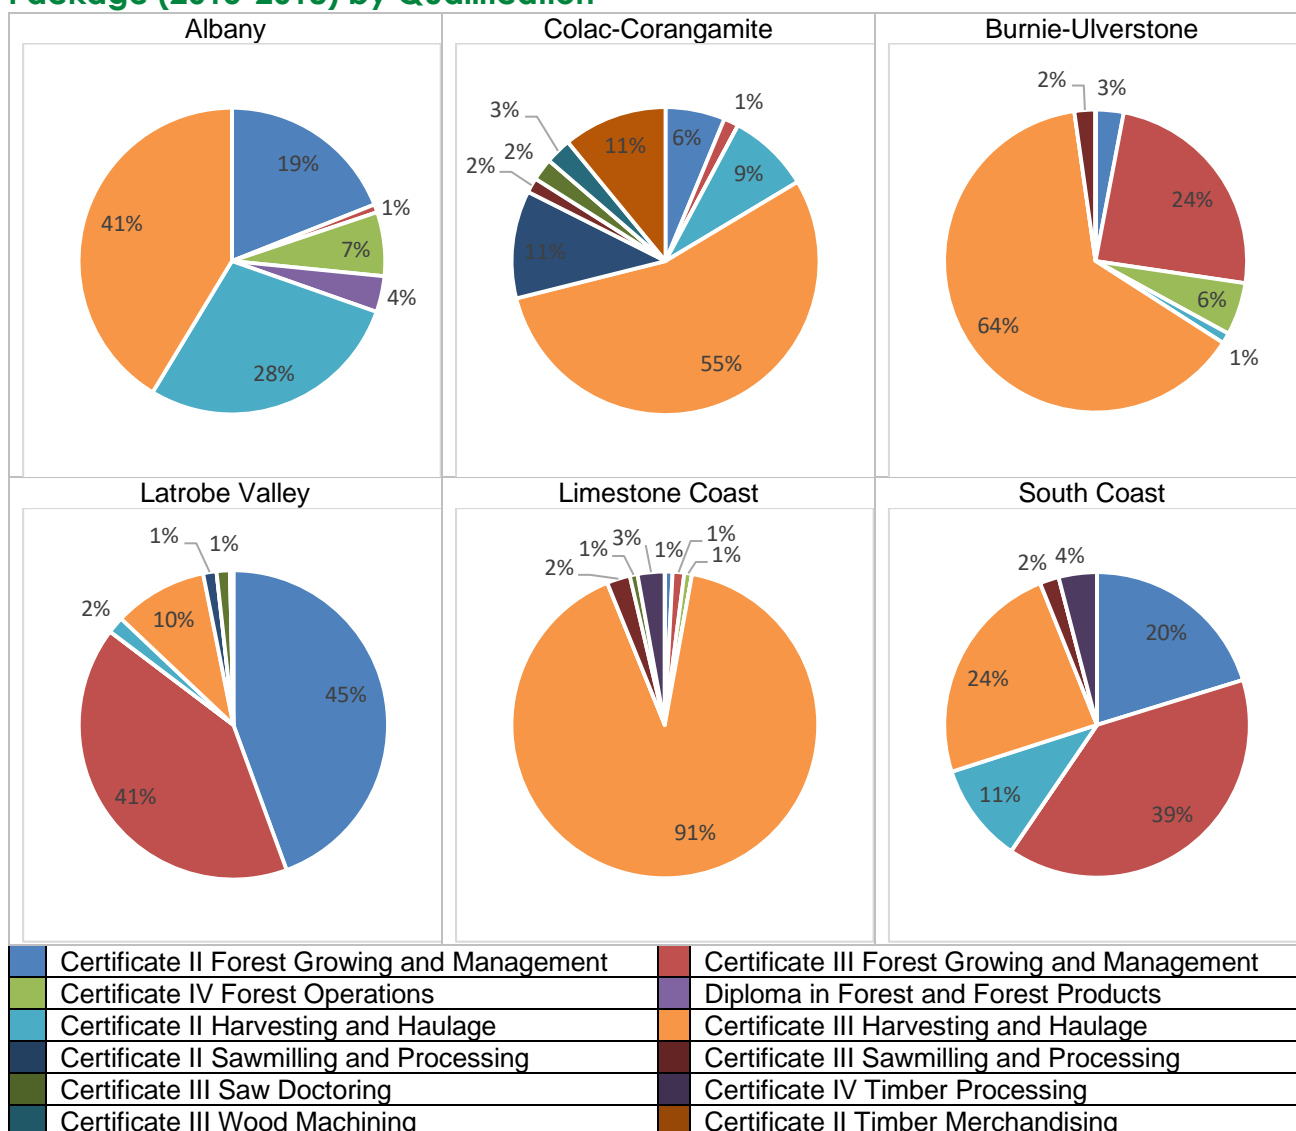 Package (2010-2018) by Qualification
Albany
Colac-Corangamite
Burnie-Ulverstone
19%
1%
7%
4%
28%
41%
6%
1%
9%
55%
11%
2%
2%
3%
11%
3%
24%
6%
1%
64%
2%
Latrobe Valley
Limestone Coast
South Coast
45%
41%
2%
10%
1%
1%
1%
1%
1%
91%
2%
1%
3%
20%
39%
11%
24%
2%
4%
Certificate II Forest Growing and Management
Certificate III Forest Growing and Management
Certificate IV Forest Operations
Diploma in Forest and Forest Products
Certificate II Harvesting and Haulage
Certificate III Harvesting and Haulage
Certificate II Sawmilling and Processing
Certificate III Sawmilling and Processing
Certificate III Saw Doctoring
Certificate IV Timber Processing
Certificate III Wood Machining
Certificate II Timber Merchandising